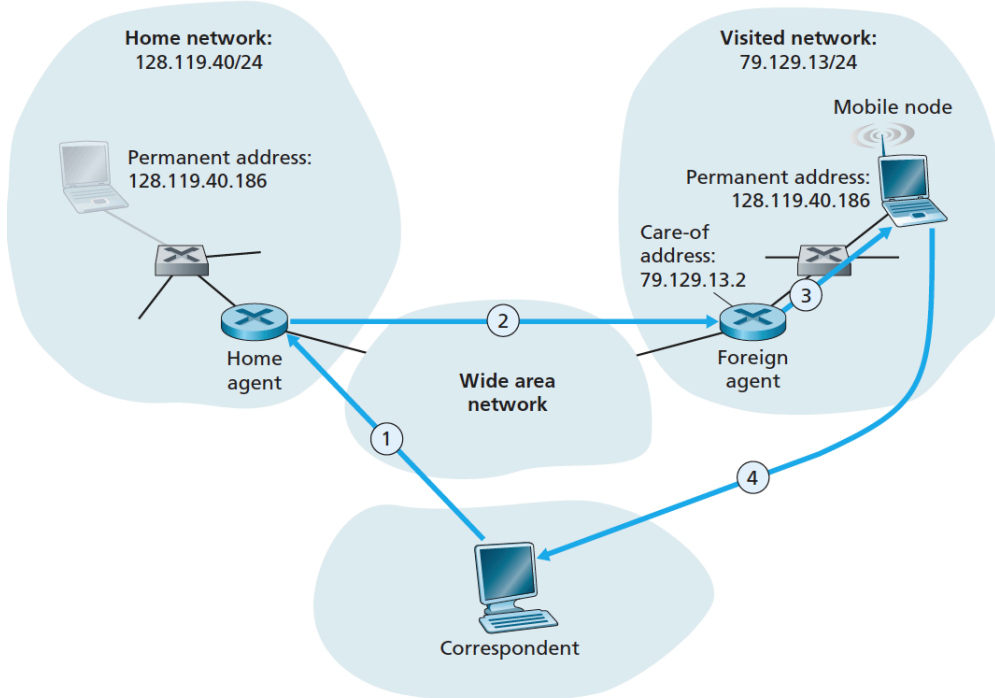 Home network:
128.119.40/24
Visited network:
79.129.13/24
Mobile node
Permanent address:
128.119.40.186
Permanent address:
128.119.40.186
Care-of
address:
79.129.13.2
3
2
Home
agent
Foreign
agent
Wide area
network
1
4
Correspondent